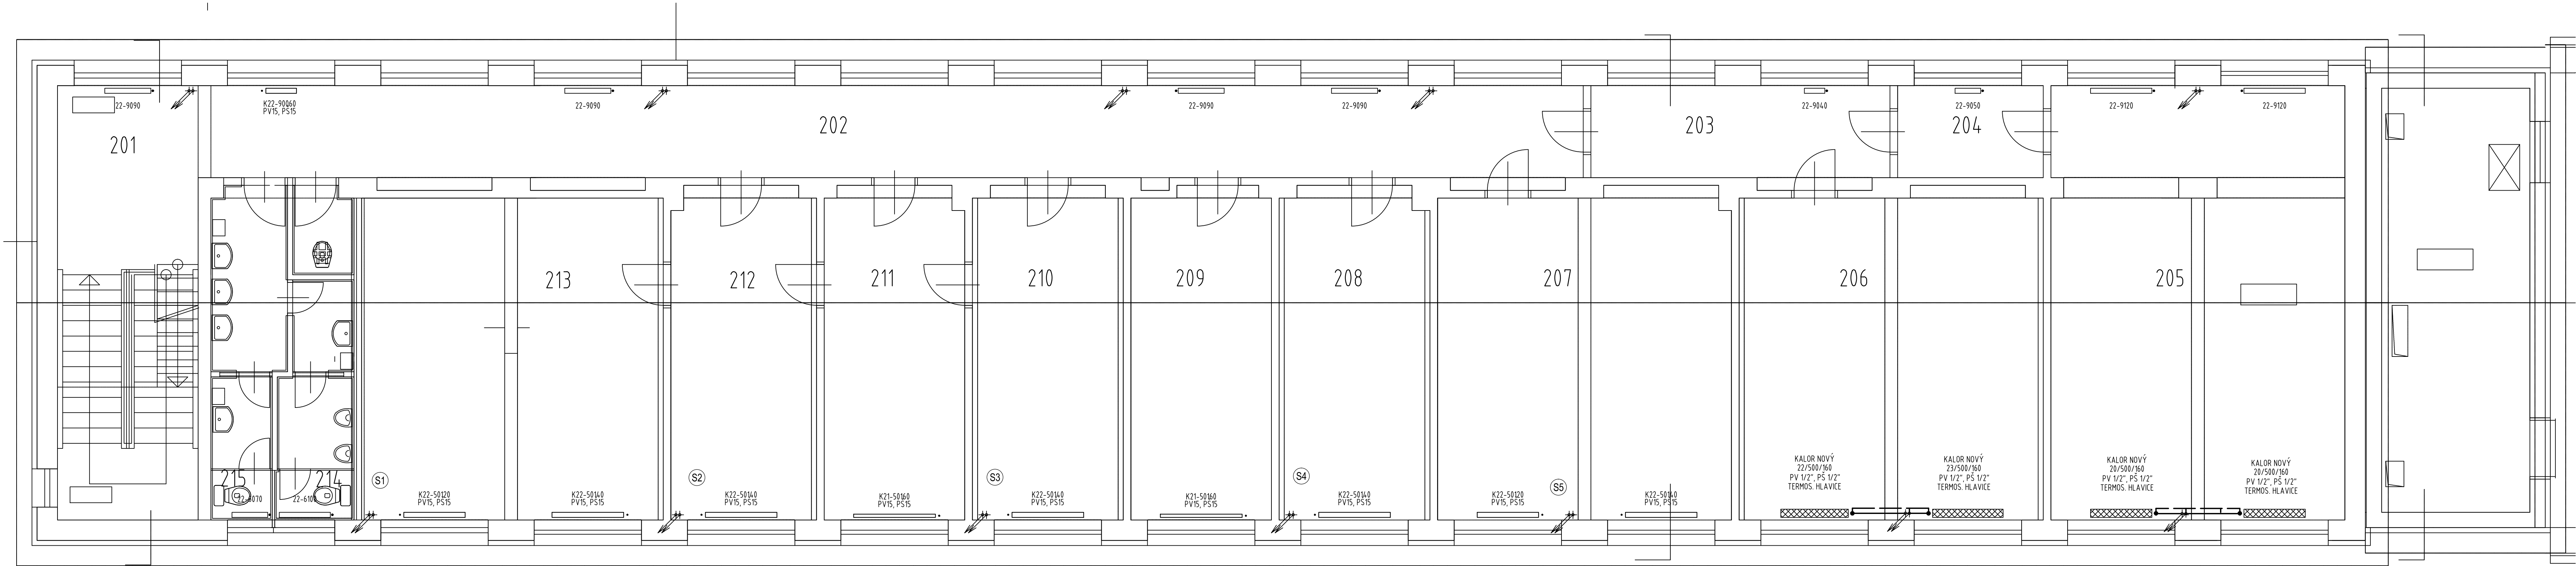 22-9090
K22-90060
PV15, PS15
22-9090
22-9090
22-9090
22-9040
22-9050
22-9120
22-9120
201
202
203
204
213
212
211
210
209
208
207
206
205
215
214
S1
S2
S3
S4
S5
K22-50120
PV15, PS15
K22-50140
PV15, PS15
K22-50140
PV15, PS15
K21-50160
PV15, PS15
K22-50140
PV15, PS15
K21-50160
PV15, PS15
K22-50140
PV15, PS15
K22-50120
PV15, PS15
K22-50140
PV15, PS15
KALOR NOVÝ
22/500/160
PV 1/2", PŠ 1/2"
TERMOS. HLAVICE
KALOR NOVÝ
23/500/160
PV 1/2", PŠ 1/2"
TERMOS. HLAVICE
KALOR NOVÝ
20/500/160
PV 1/2", PŠ 1/2"
TERMOS. HLAVICE
KALOR NOVÝ
20/500/160
PV 1/2", PŠ 1/2"
TERMOS. HLAVICE